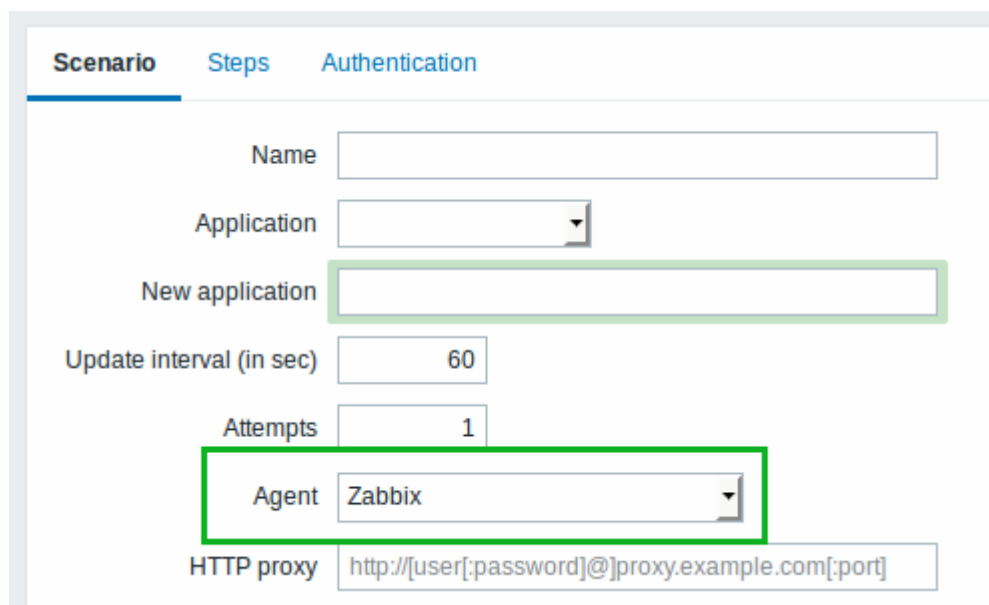 Scenario Steps Authentication
Name
Application
New application
Update interval (in sec) 60
Attempts 1
Agent Zabbix
HTTP proxy http://[user[:password]@]proxy.example.com[:port]